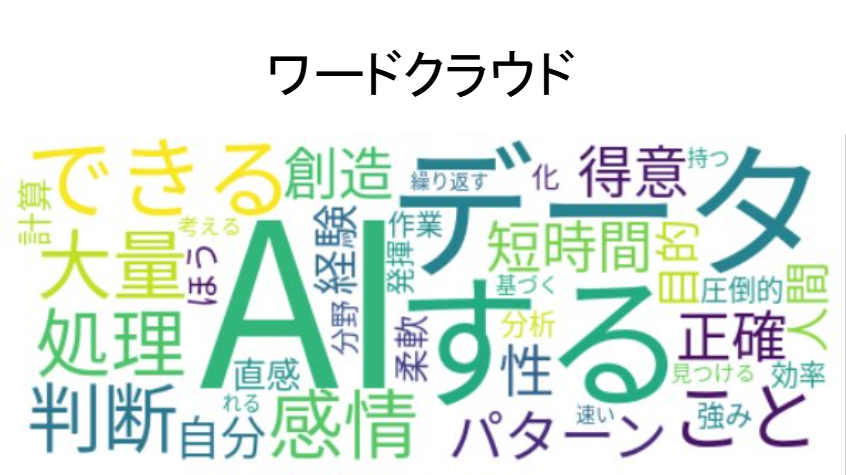 ワードクラウド
できる
創造
繰り返す
化
得意
持つ
データ
計算
考える
大量
ほう
AI
経験
作業
発揮
短時間
目的
圧倒的
人間
基づく
する
処理
分野
柔軟
分析
正確
直感
性
見つける
効率
判断
自分
れる
感情
パターン
速い
強み
こと